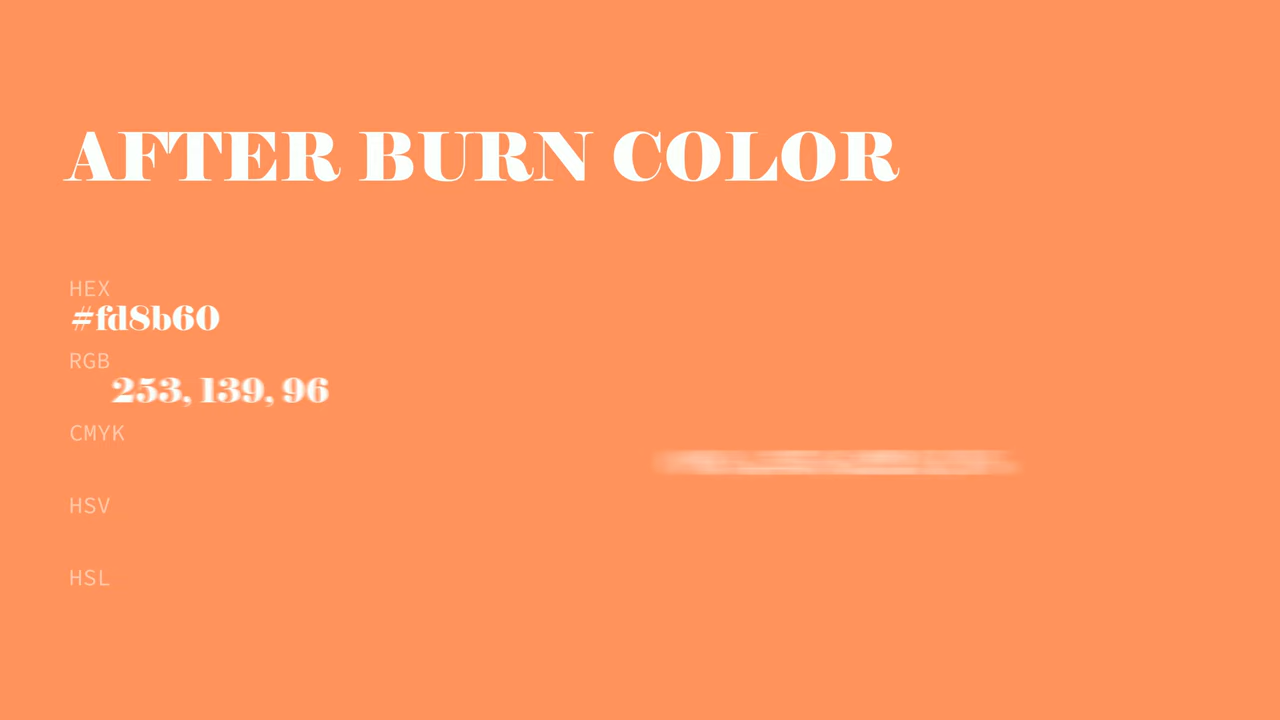 AFTER BURN COLOR
HEX
#fd8b60
RGB
253, 139, 96
CMYK
HSV
HSL